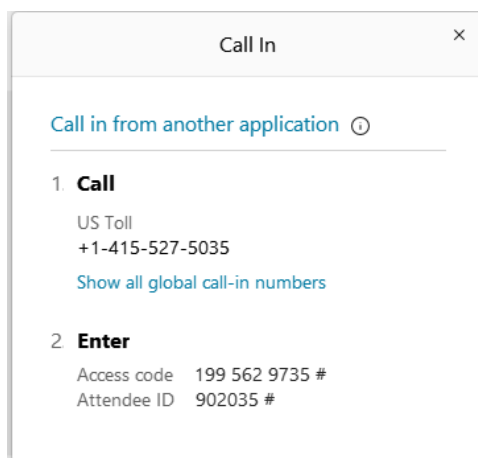 Call In
Call in from another application
1. Call
US Toll
+1-415-527-5035
Show all global call-in numbers
2. Enter
Access code 199 562 9735 #
Attendee ID 902035 #